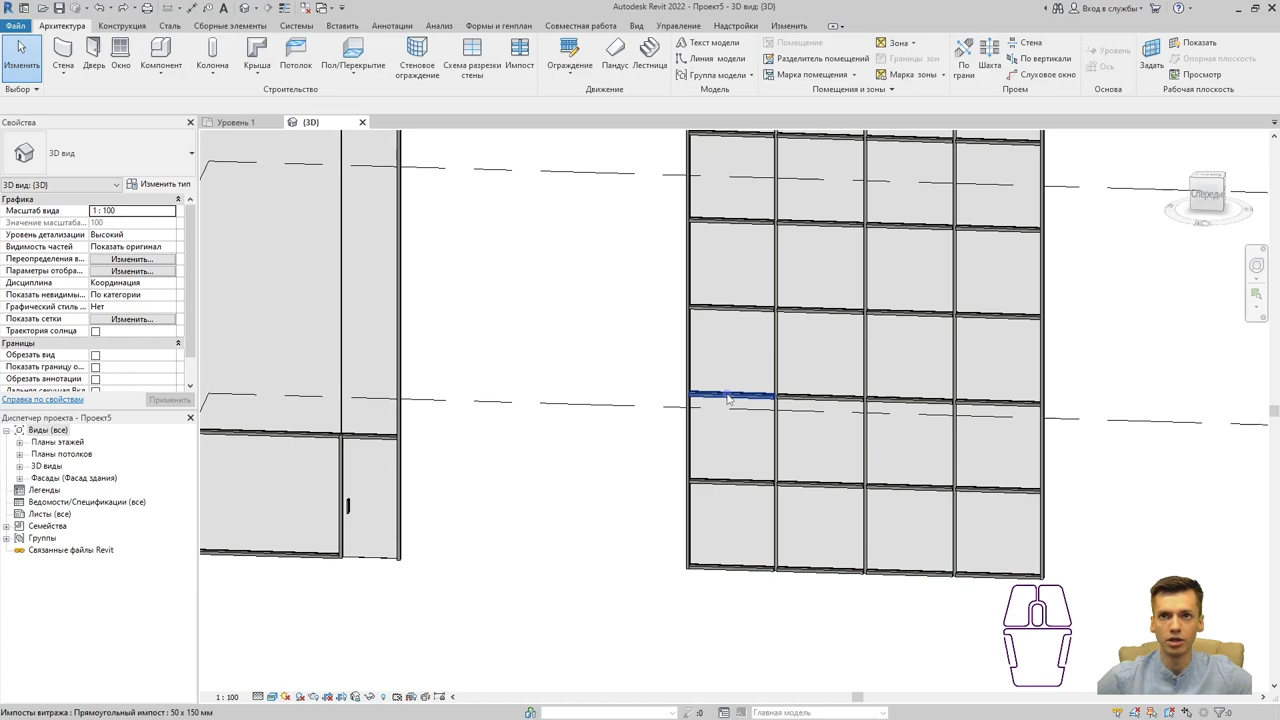 Autodesk Revit 2022 - Проект5 - 3D вид: {3D}
Вход в службы
Файл Архитектура Конструкция Сталь Сборные элементы Системы Вставить Аннотации Анализ Формы и генплан Совместная работа Вид Управление Надстройки Изменить
Изменить Стена Дверь Окно Компонент Колонна Крыша Потолок Пол/Перекрытие Стеновое ограждение Схема разрезки стены Импост Ограждение Пандус Лестница
Текст модели
Линия модели
Группа модели
Помещение
Разделитель помещений
Марка помещения
Зона
Границы зон
Марка зоны
По грани
Шахта
Стена
По вертикали
Слуховое окно
Уровень
Ось
Задать
Показать
Опорная плоскость
Просмотр
Выбор Строительство Движение Модель Помещения и зоны Проем Основа Рабочая плоскость
Свойства
Уровень 1
{3D}
3D вид
3D вид: {3D} Изменить тип
Графика
Масштаб вида 1 : 100
Значение масштаба... 100
Уровень детализации Высокий
Видимость частей Показать оригинал
Переопределения в... Изменить...
Параметры отобра... Изменить...
Дисциплина Координация
Показать невидимы... По категории
Графический стиль ... Нет
Показать сетки Изменить...
Траектория солнца
Границы
Обрезать вид
Показать границу о...
Обрезать аннотации
Справка по свойствам Применить
Диспетчер проекта - Проект5
Виды (все)
Планы этажей
Планы потолков
3D виды
Фасады (Фасад здания)
Легенды
Ведомости/Спецификации (все)
Листы (все)
Семейства
Группы
Связанные файлы Revit
Спереди
1 : 100
Импосты витража : Прямоугольный импост : 50 x 150 мм
:0
Главная модель
:0